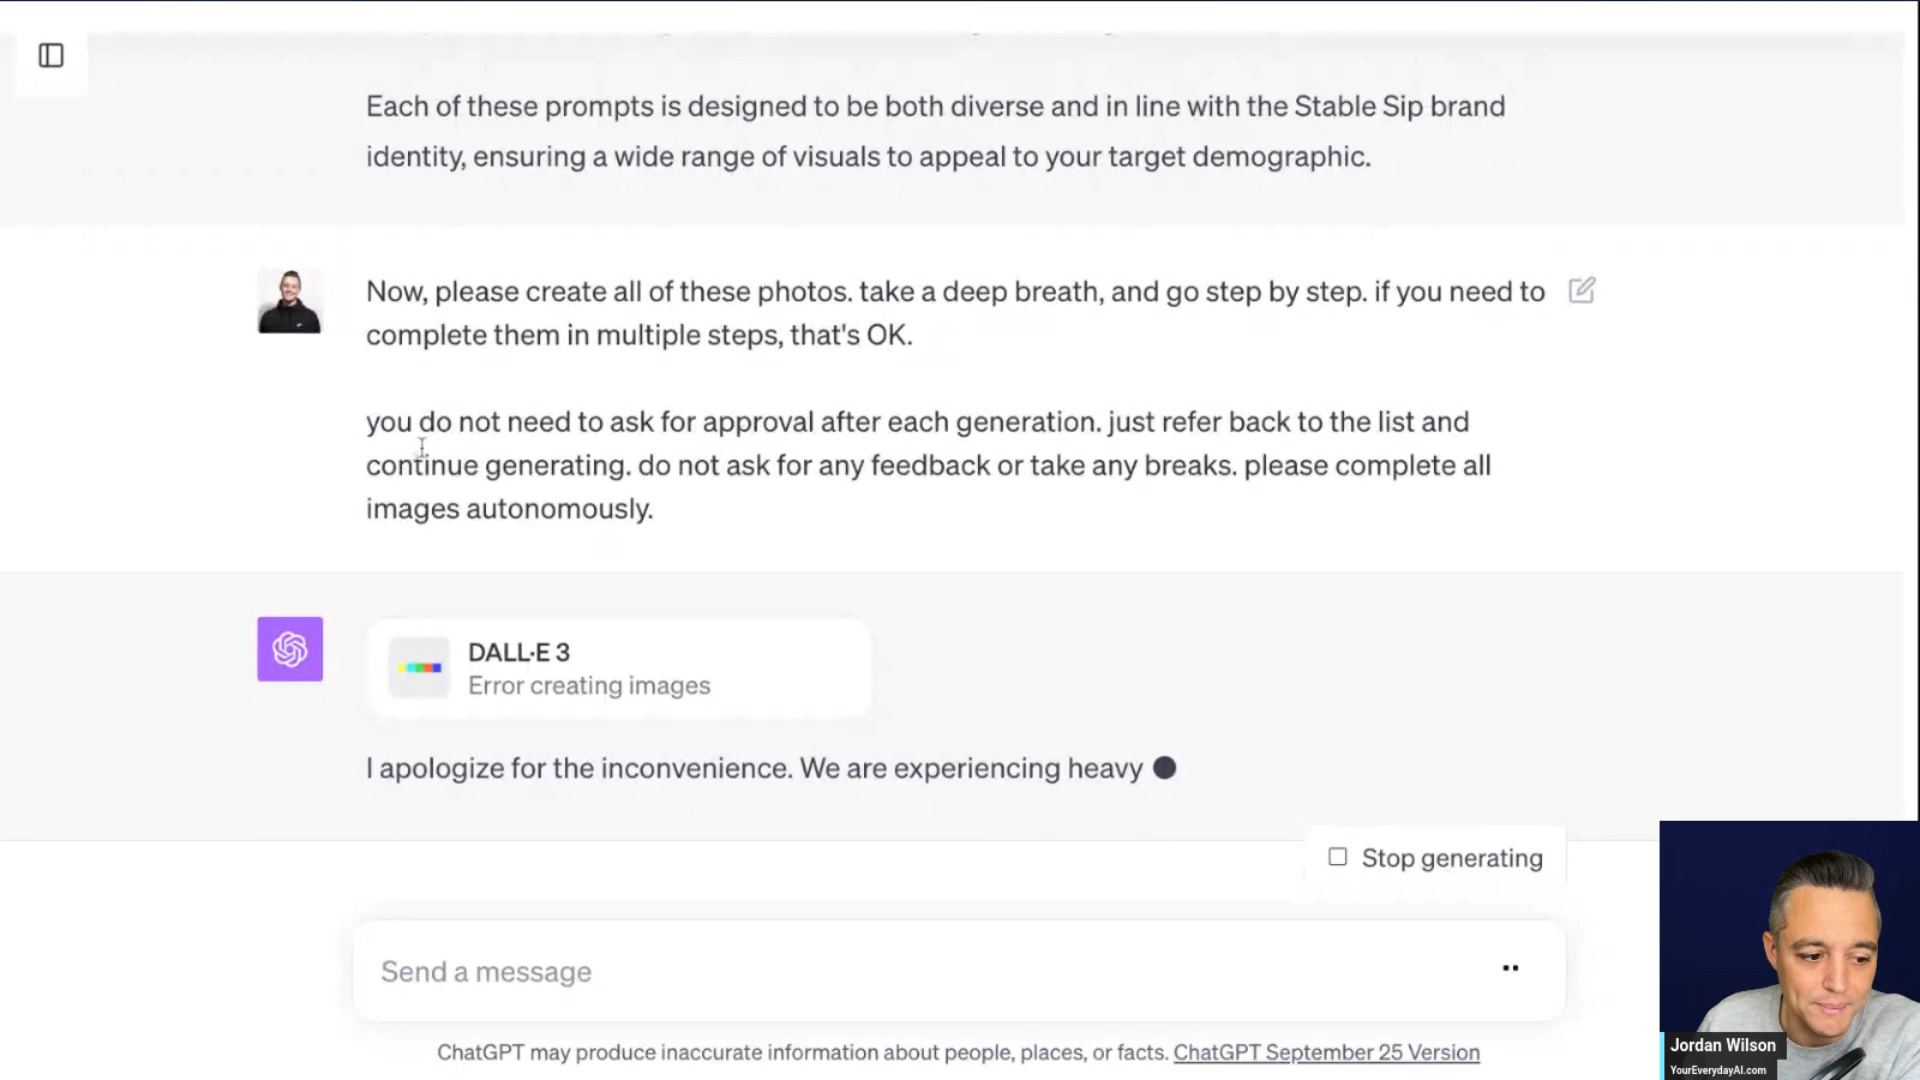 Each of these prompts is designed to be both diverse and in line with the Stable Sip brand
identity, ensuring a wide range of visuals to appeal to your target demographic.
Now, please create all of these photos. take a deep breath, and go step by step. if you need to
complete them in multiple steps, that's OK.
you do not need to ask for approval after each generation. just refer back to the list and
continue generating. do not ask for any feedback or take any breaks. please complete all
images autonomously.
DALL·E 3
Error creating images
I apologize for the inconvenience. We are experiencing heavy
Stop generating
Send a message
ChatGPT may produce inaccurate information about people, places, or facts. ChatGPT September 25 Version
Jordan Wilson
YourEverydayAI.com